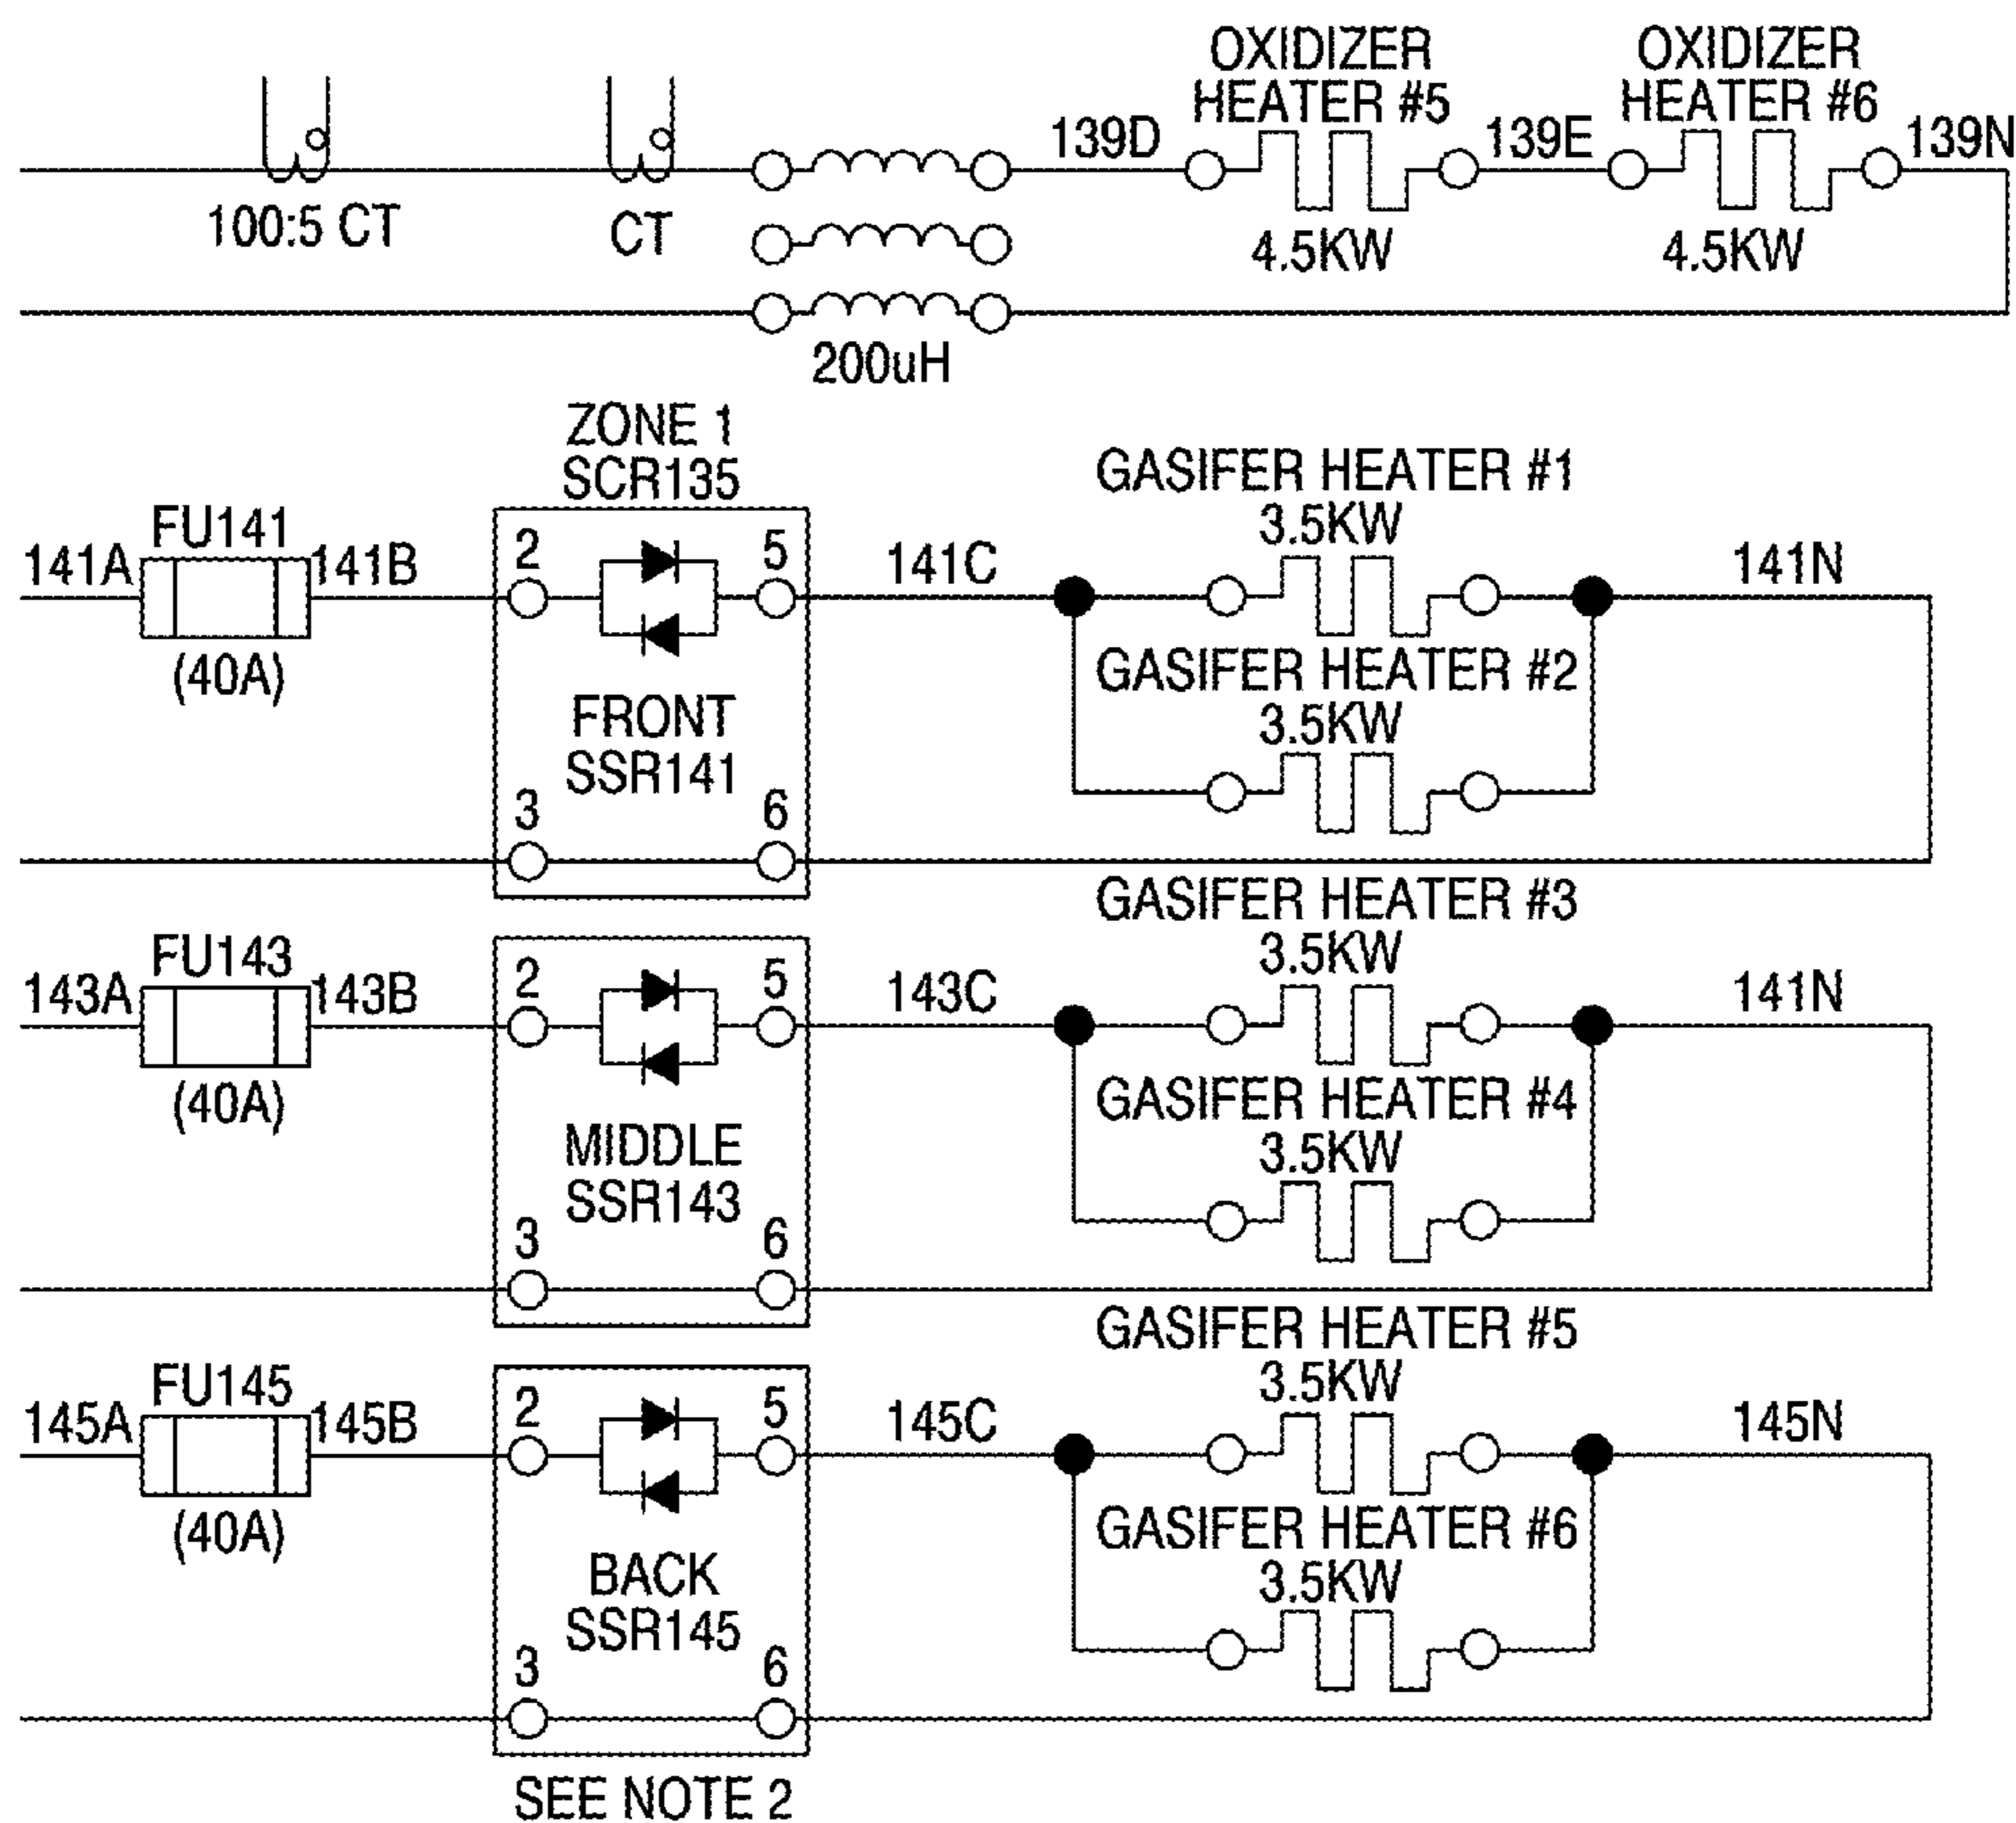 OXIDIZER
HEATER #5
OXIDIZER
HEATER #6
139D
139E
139N
100:5 CT
CT
4.5KW
4.5KW
200uH
ZONE 1
SCR135
GASIFER HEATER #1
3.5KW
FU141
141A
141B
2
5
141C
141N
(40A)
GASIFER HEATER #2
3.5KW
FRONT
SSR141
3
6
GASIFER HEATER #3
3.5KW
FU143
143A
143B
2
5
143C
141N
(40A)
GASIFER HEATER #4
3.5KW
MIDDLE
SSR143
3
6
GASIFER HEATER #5
3.5KW
FU145
145A
145B
2
5
145C
145N
(40A)
GASIFER HEATER #6
3.5KW
BACK
SSR145
3
6
SEE NOTE 2